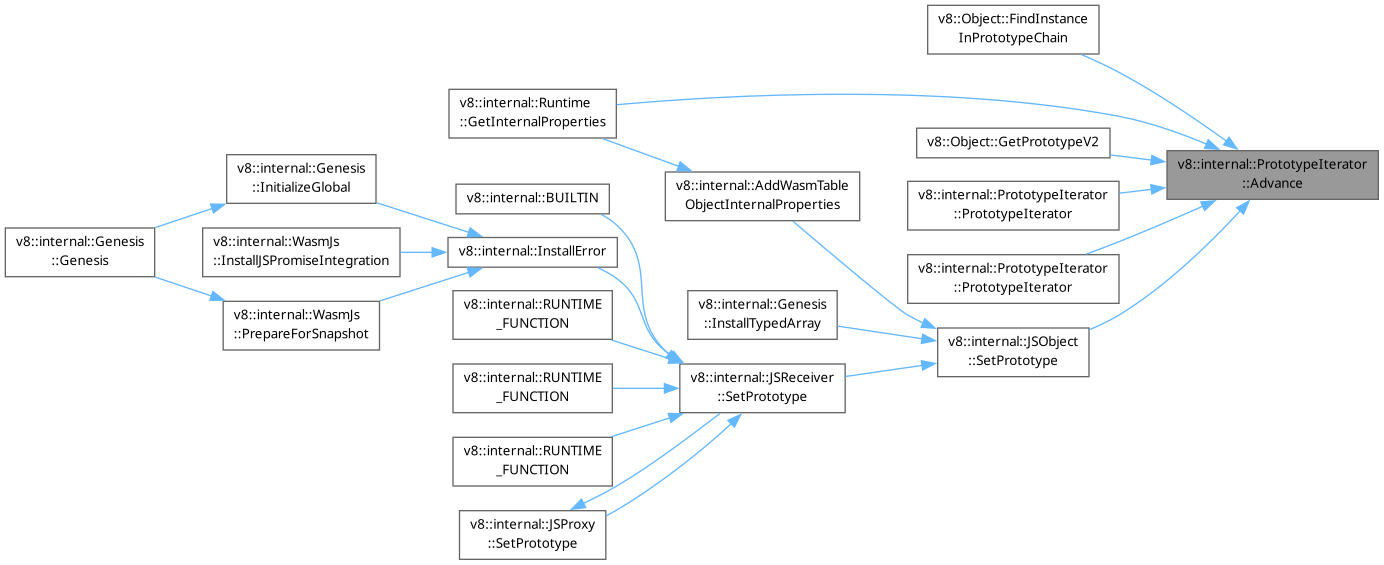 v8::Object::FindInstance
InPrototypeChain
v8::internal::Runtime
::GetInternalProperties
v8::Object::GetPrototypeV2
v8::internal::PrototypeIterator
::Advance
v8::internal::Genesis
::InitializeGlobal
v8::internal::AddWasmTable
ObjectInternalProperties
v8::internal::BUILTIN
v8::internal::PrototypeIterator
::PrototypeIterator
v8::internal::Genesis
::Genesis
v8::internal::WasmJs
::InstallJSPromiseIntegration
v8::internal::InstallError
v8::internal::PrototypeIterator
::PrototypeIterator
v8::internal::WasmJs
::PrepareForSnapshot
v8::internal::RUNTIME
_FUNCTION
v8::internal::Genesis
::InstallTypedArray
v8::internal::JSObject
::SetPrototype
v8::internal::RUNTIME
_FUNCTION
v8::internal::JSReceiver
::SetPrototype
v8::internal::RUNTIME
_FUNCTION
v8::internal::JSProxy
::SetPrototype